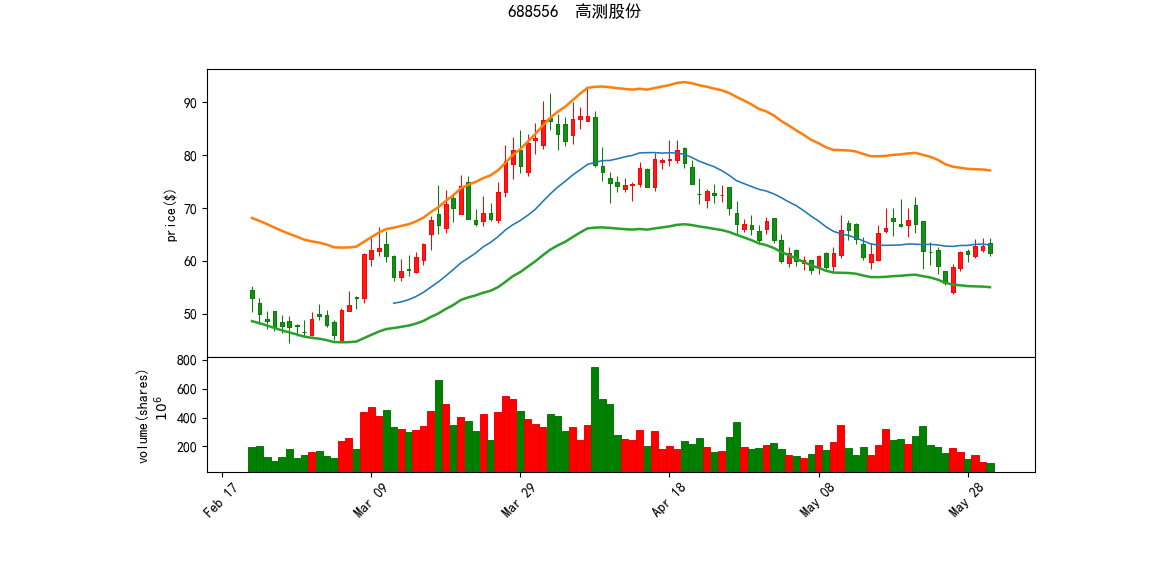 688556 高测股份
price($)
90
80
70
60
50
volume(shares)
10^6
800
600
400
200
Feb 17
Mar 09
Mar 29
Apr 18
May 08
May 28